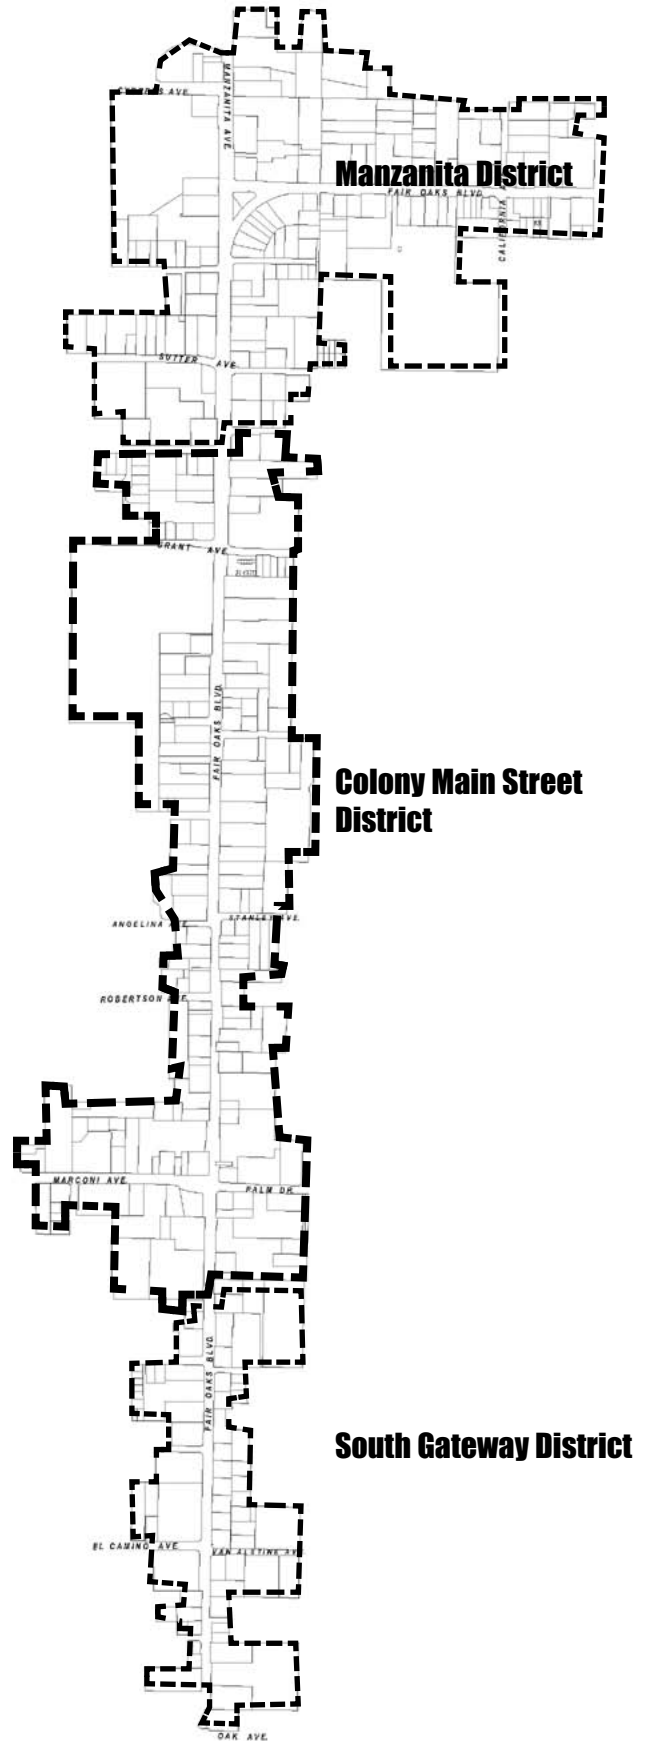 CYPRESS AVE.
MANZANITA AVE.
Manzanita District
FAIR OAKS BLVD.
CALIFORNIA A
SUTTER AVE.
GRANT AVE.
FAIR OAKS BLVD.
Colony Main Street
District
ANGELINA AVE.
STANLEY AVE.
ROBERTSON AVE.
MARCONI AVE.
PALM DR.
FAIR OAKS BLVD.
South Gateway District
EL CAMINO AVE.
VAN ALSTINE AVE.
OAK AVE.